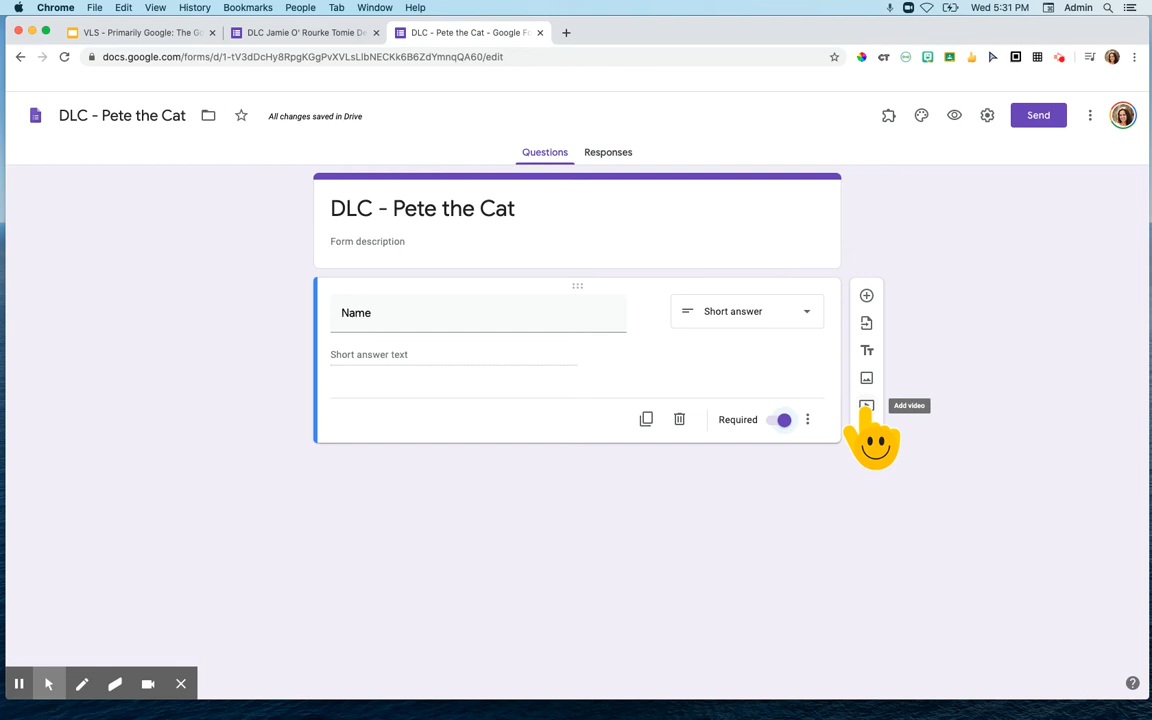 Chrome File Edit View History Bookmarks People Tab Window Help Wed 5:31 PM Admin
VLS - Primarily Google: The Go DLC Jamie O' Rourke Tomie De DLC - Pete the Cat - Google Fo
docs.google.com/forms/d/1-tV3dDcHy8RpgKGgPvXVLsLlbNECKk6B6ZdYmnqQA60/edit
DLC - Pete the Cat All changes saved in Drive Send
Questions Responses
DLC - Pete the Cat
Form description
Name Short answer
Short answer text
Tt
Add video
Required